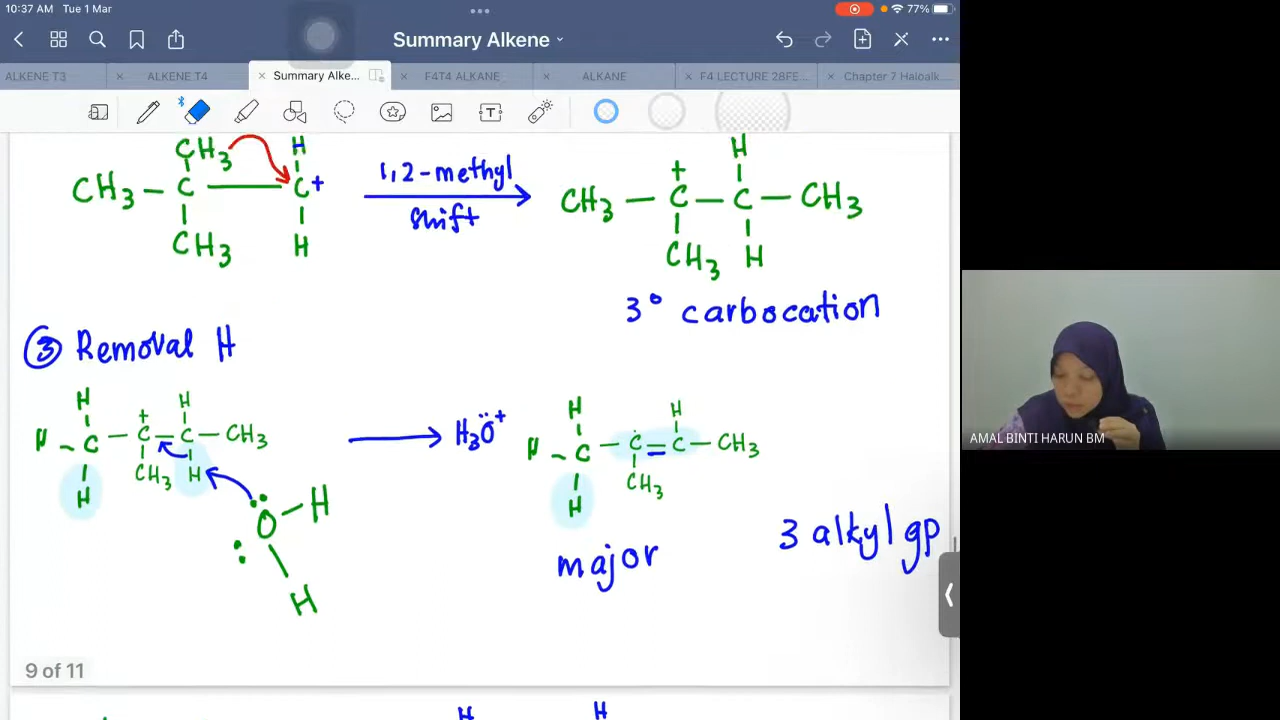 10:37 AM Tue 1 Mar
77%
Summary Alkene
ALKENE T3
ALKENE T4
Summary Alke...
F4T4 ALKANE
ALKANE
F4 LECTURE 28FE...
Chapter 7 Haloalk...
CH3 H H
CH3 - C - C + 1,2-methyl shift CH3 - C + - C - CH3
CH3 H CH3 H
3° carbocation
③ Removal H
H + H H H
H - C - C - C - CH3 H3Ö+ H - C - C = C - CH3
H CH3 H H CH3
O H
H
major
3 alkyl gp
AMAL BINTI HARUN BM
9 of 11
H H